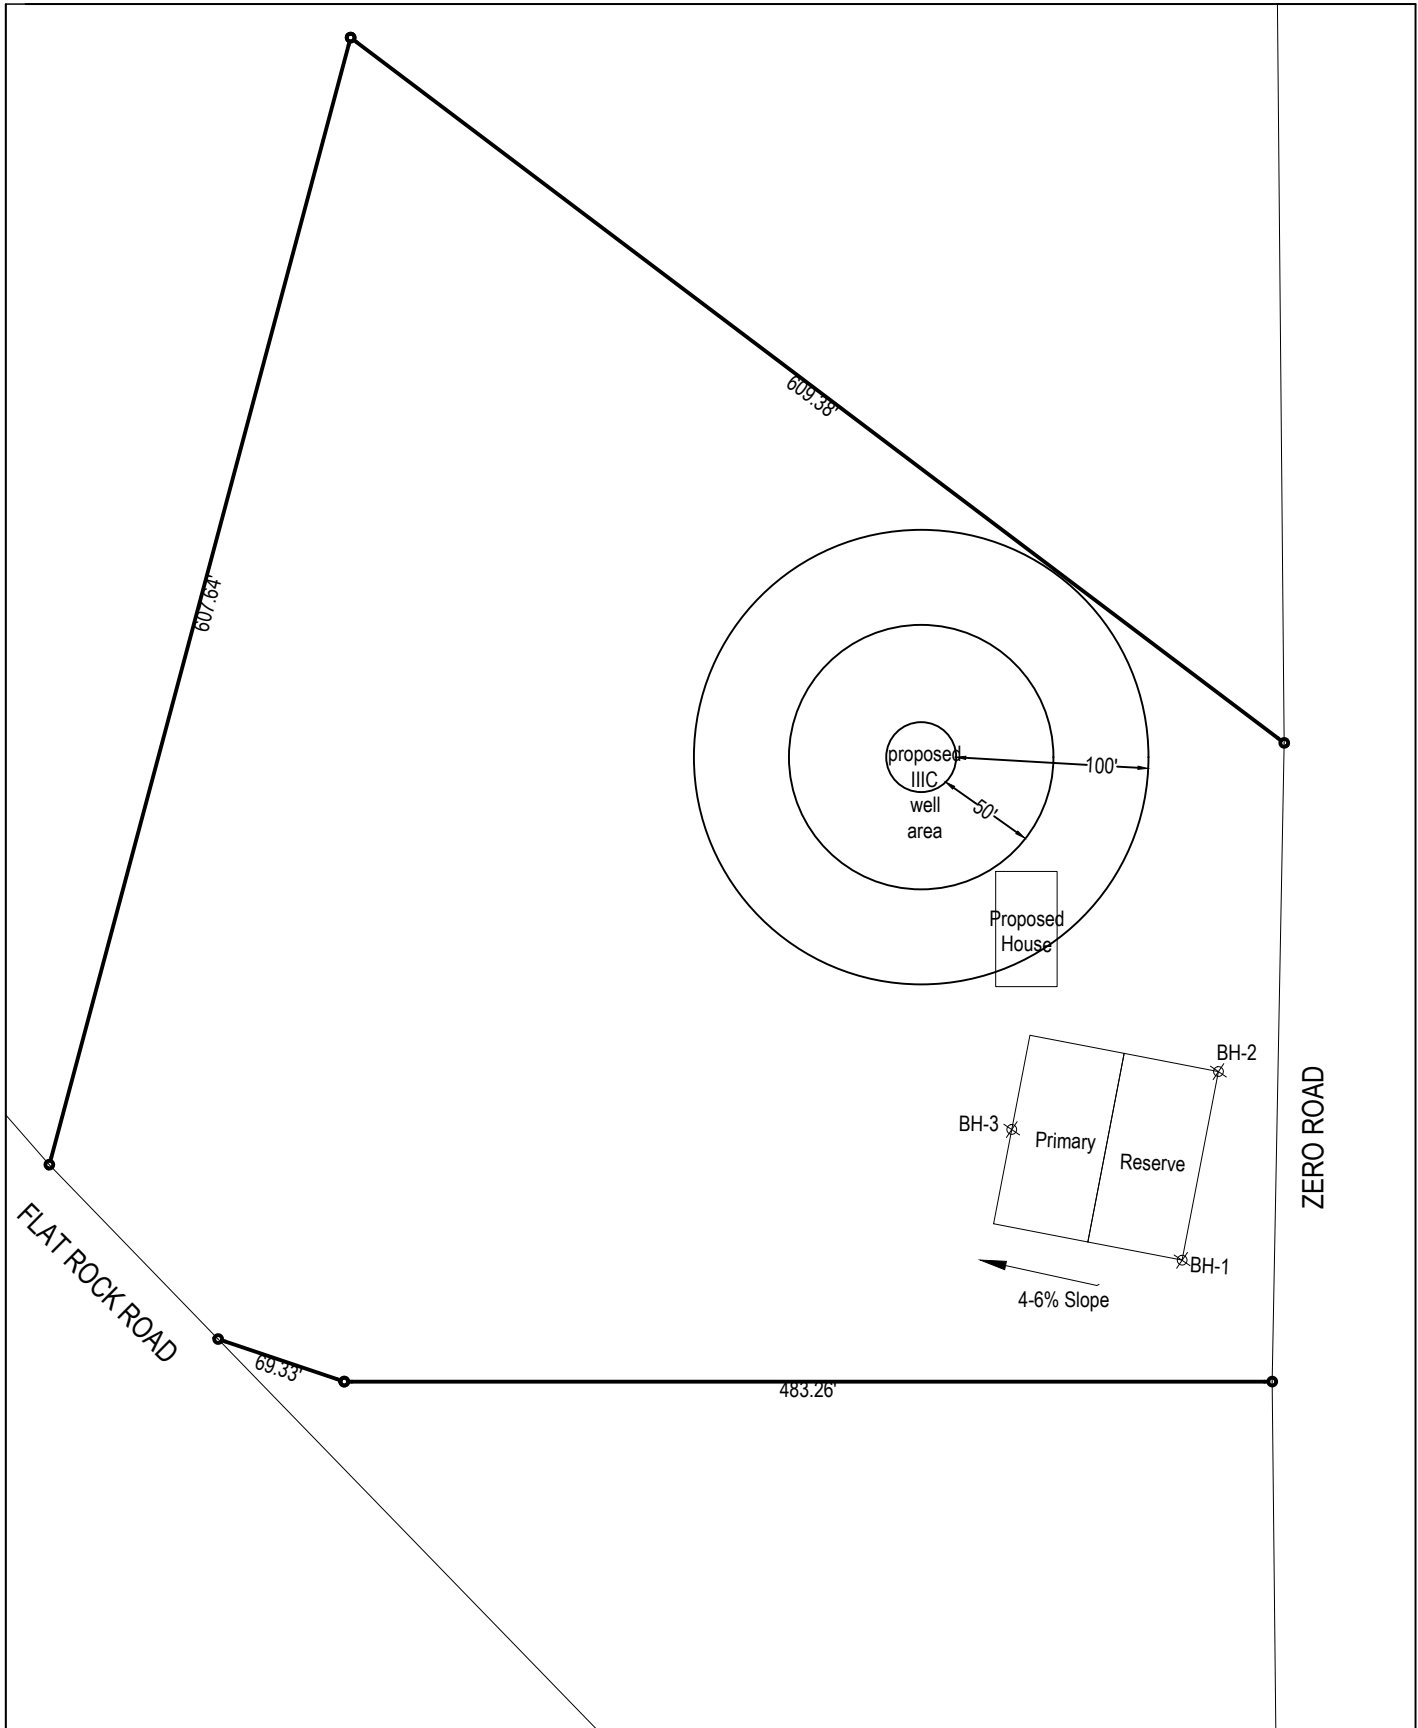 609.38'
607.64'
proposed
IIIC
well
area
100'
50'
Proposed
House
BH-2
BH-3
Primary
Reserve
ZERO ROAD
BH-1
4-6% Slope
FLAT ROCK ROAD
69.33'
483.26'